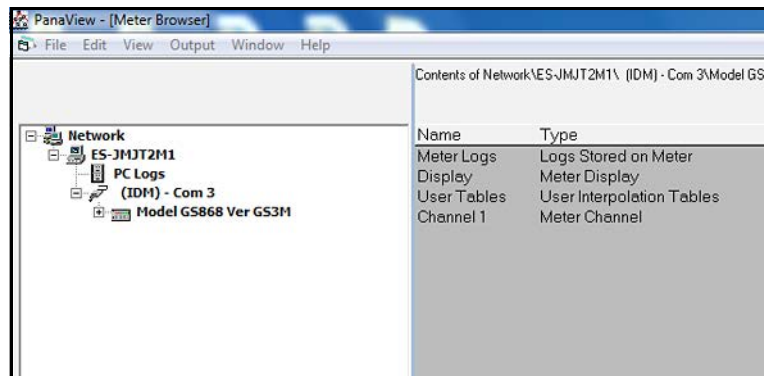 PanaView - [Meter Browser]
File Edit View Output Window Help
Contents of Network\ES-JMJT2M1\ (IDM) - Com 3\Model GS
Network
ES-JMJT2M1
PC Logs
(IDM) - Com 3
Model GS868 Ver GS3M
Name Type
Meter Logs Logs Stored on Meter
Display Meter Display
User Tables User Interpolation Tables
Channel 1 Meter Channel